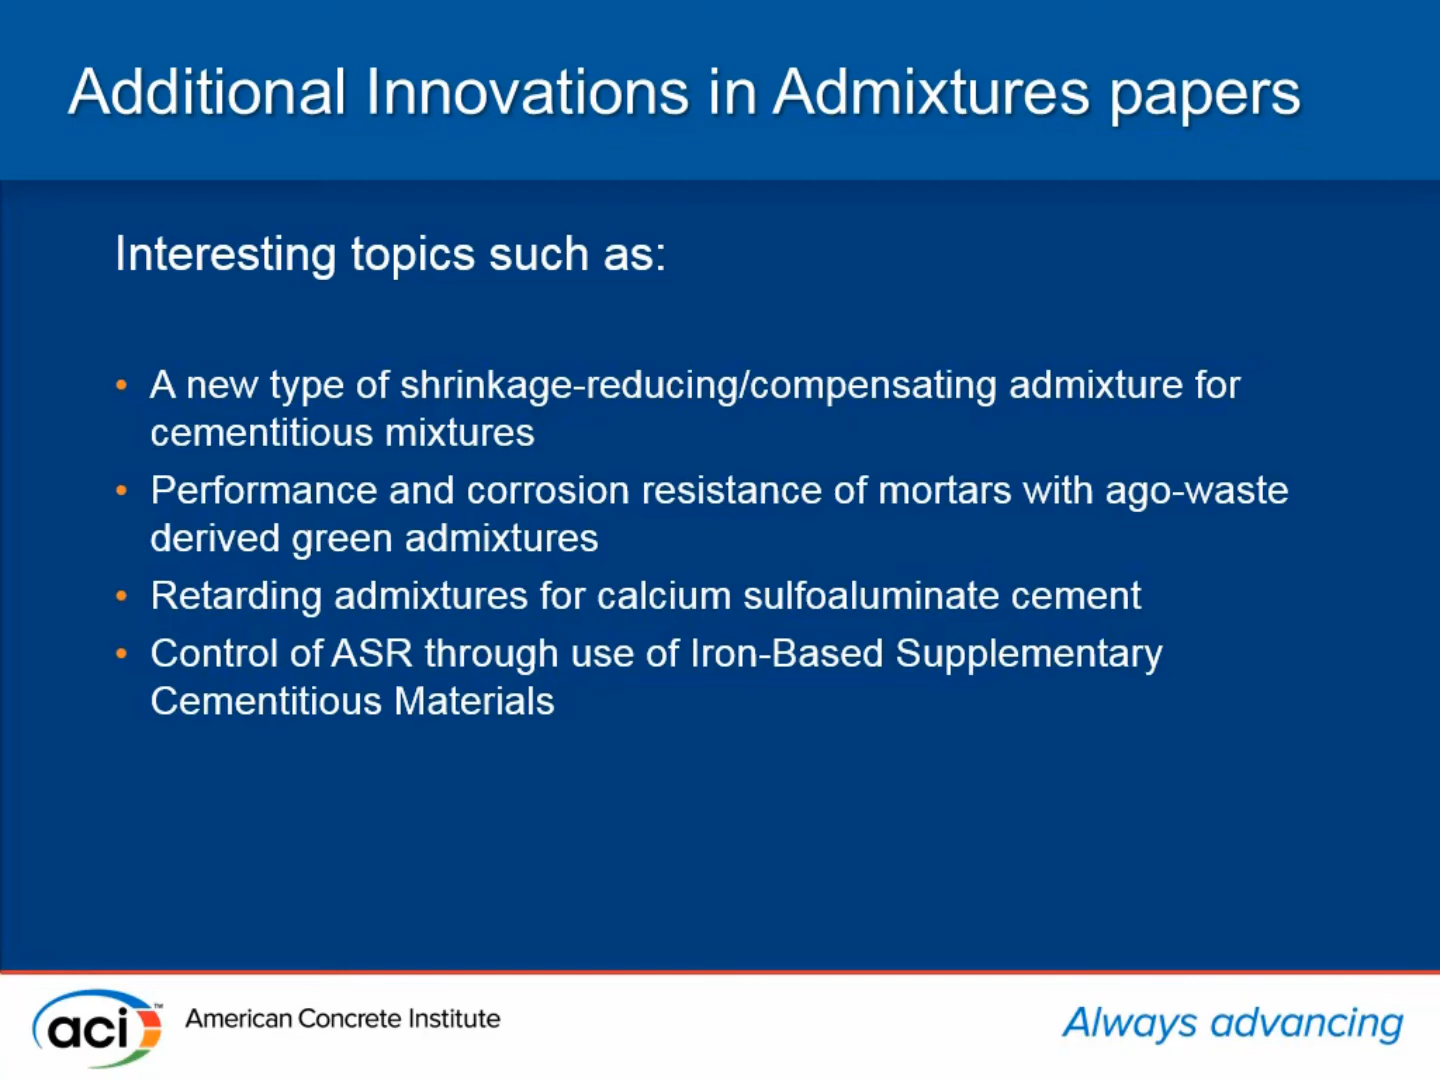 Additional Innovations in Admixtures papers
Interesting topics such as:
• A new type of shrinkage-reducing/compensating admixture for
cementitious mixtures
• Performance and corrosion resistance of mortars with ago-waste
derived green admixtures
• Retarding admixtures for calcium sulfoaluminate cement
• Control of ASR through use of Iron-Based Supplementary
Cementitious Materials
aci™ American Concrete Institute
Always advancing